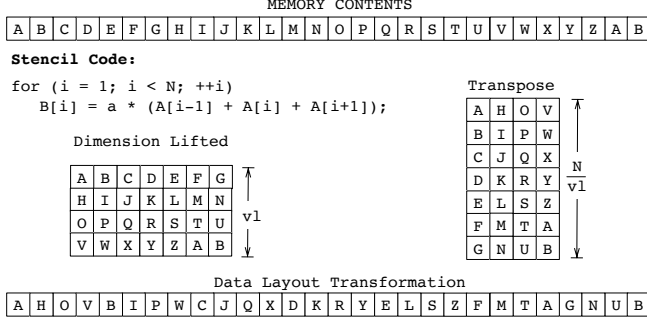 MEMORY CONTENTS
A B C D E F G H I J K L M N O P Q R S T U V W X Y Z A B
Stencil Code:
for (i = 1; i < N; ++i)
B[i] = a * (A[i-1] + A[i] + A[i+1]);
Dimension Lifted
A B C D E F G
H I J K L M N
O P Q R S T U
V W X Y Z A B
vl
Transpose
A H O V
B I P W
C J Q X
D K R Y
E L S Z
F M T A
G N U B
N
vl
Data Layout Transformation
A H O V B I P W C J Q X D K R Y E L S Z F M T A G N U B